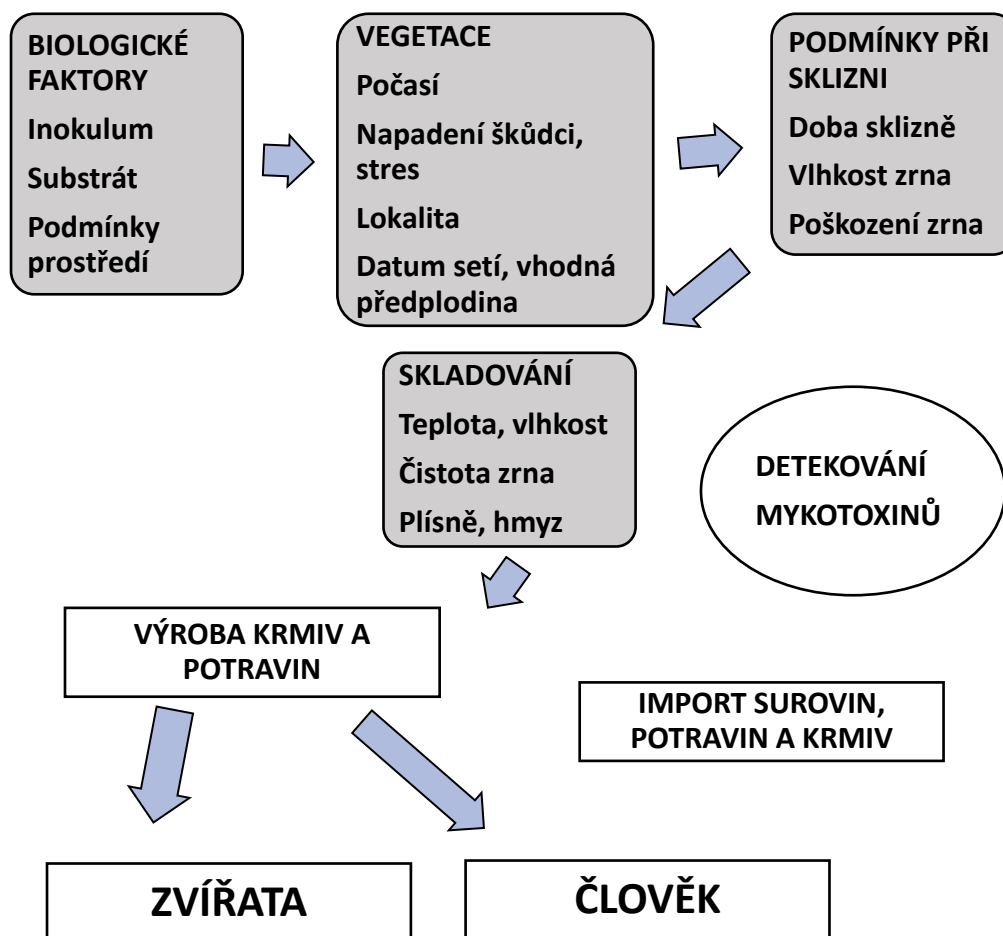 BIOLOGICKÉ
FAKTORY
Inokulum
Substrát
Podmínky
prostředí
VEGETACE
Počasí
Napadení škůdci,
stres
Lokalita
Datum setí, vhodná
předplodina
PODMÍNKY PŘI
SKLIZNI
Doba sklizně
Vlhkost zrna
Poškození zrna
SKLADOVÁNÍ
Teplota, vlhkost
Čistota zrna
Plísně, hmyz
DETEKOVÁNÍ
MYKOTOXINŮ
VÝROBA KRMIV A
POTRAVIN
IMPORT SUROVIN,
POTRAVIN A KRMIV
ZVÍŘATA
ČLOVĚK